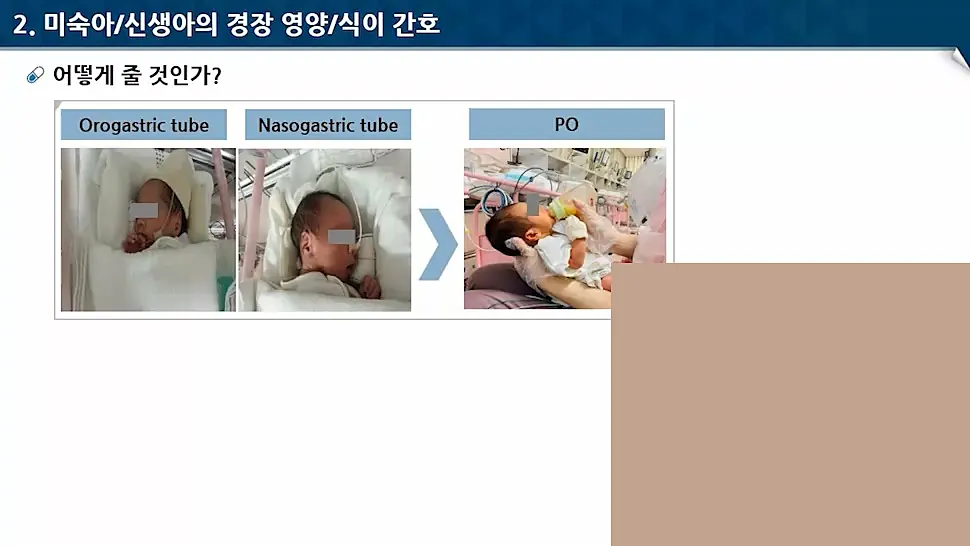 2. 미숙아/신생아의 경장 영양/식이 간호
어떻게 줄 것인가?
Orogastric tube
Nasogastric tube
PO